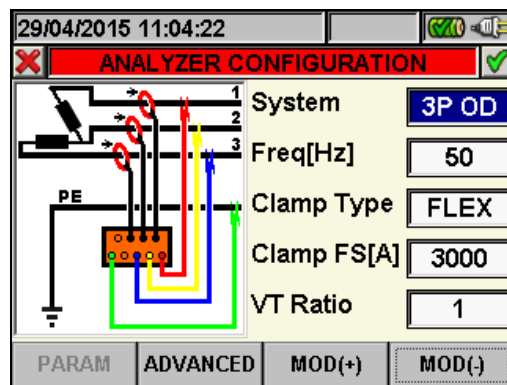 29/04/2015 11:04:22
ANALYZER CONFIGURATION
1
2
3
PE
System 3P OD
Freq[Hz] 50
Clamp Type FLEX
Clamp FS[A] 3000
VT Ratio 1
PARAM ADVANCED MOD(+) MOD(-)